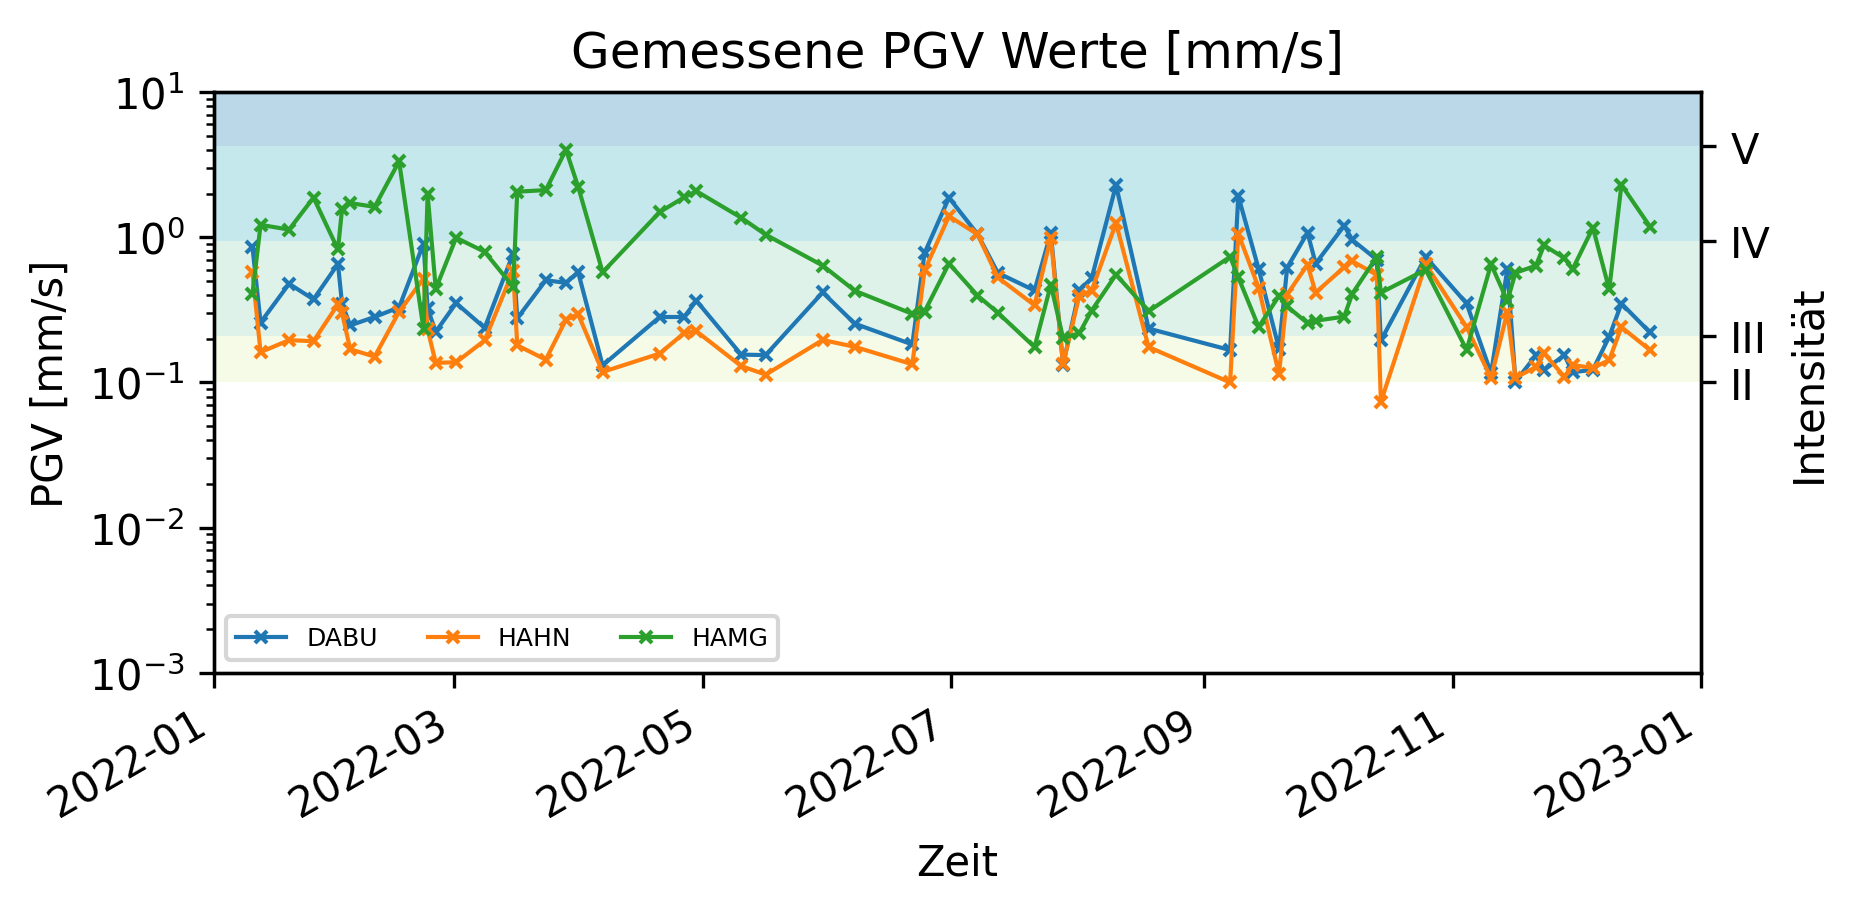 Gemessene PGV Werte [mm/s]
10¹
10⁰
10⁻¹
10⁻²
10⁻³
PGV [mm/s]
V
IV
III
II
Intensität
DABU HAHN HAMG
2022-01 2022-03 2022-05 2022-07 2022-09 2022-11 2023-01
Zeit